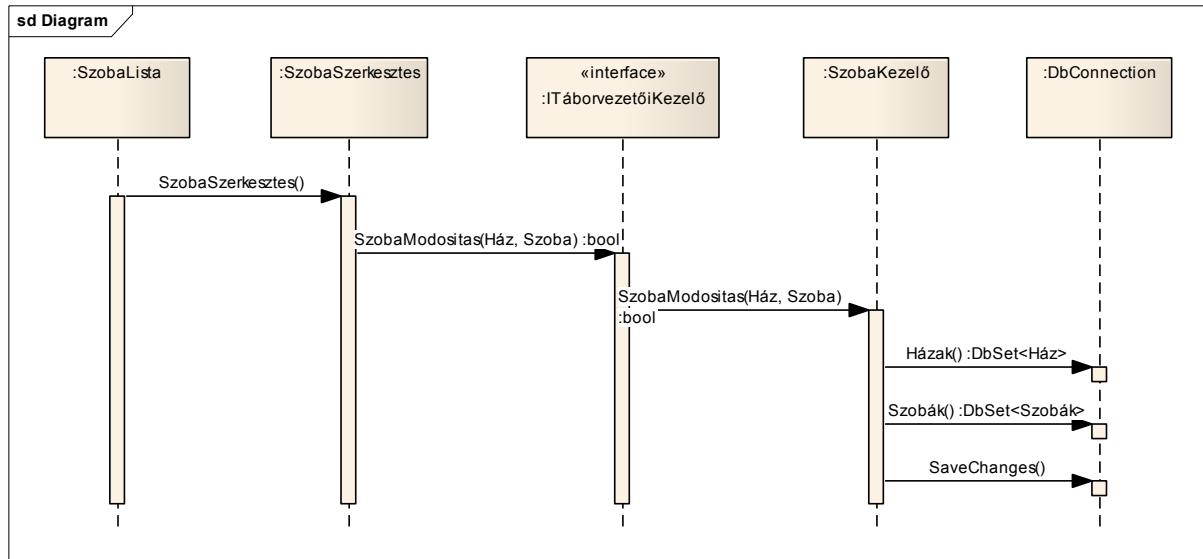 sd Diagram
:SzobaLista
:SzobaSzerkesztes
«interface»
:ITáborvezetőiKezelő
:SzobaKezelő
:DbConnection
SzobaSzerkesztes()
SzobaModositas(Ház, Szoba) :bool
SzobaModositas(Ház, Szoba)
:bool
Házak() :DbSet<Ház>
Szobák() :DbSet<Szobák>
SaveChanges()